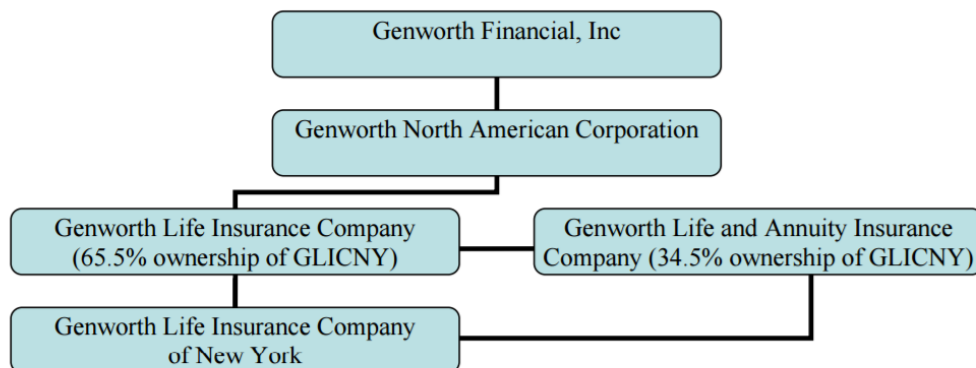 Genworth Financial, Inc
Genworth North American Corporation
Genworth Life Insurance Company
(65.5% ownership of GLICNY)
Genworth Life and Annuity Insurance
Company (34.5% ownership of GLICNY)
Genworth Life Insurance Company
of New York